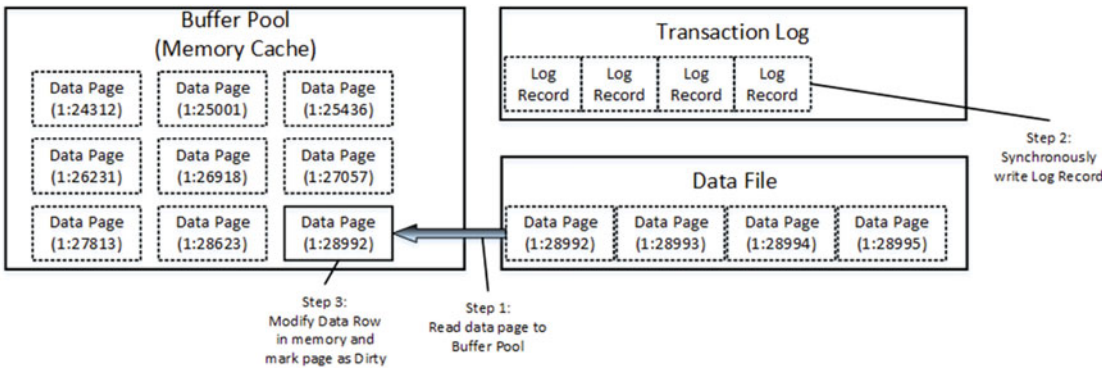 Buffer Pool
(Memory Cache)
Data Page
(1:24312)
Data Page
(1:25001)
Data Page
(1:25436)
Data Page
(1:26231)
Data Page
(1:26918)
Data Page
(1:27057)
Data Page
(1:27813)
Data Page
(1:28623)
Data Page
(1:28992)
Transaction Log
Log
Record
Log
Record
Log
Record
Log
Record
Step 2:
Synchronously
write Log Record
Data File
Data Page
(1:28992)
Data Page
(1:28993)
Data Page
(1:28994)
Data Page
(1:28995)
Step 3:
Modify Data Row
in memory and
mark page as Dirty
Step 1:
Read data page to
Buffer Pool